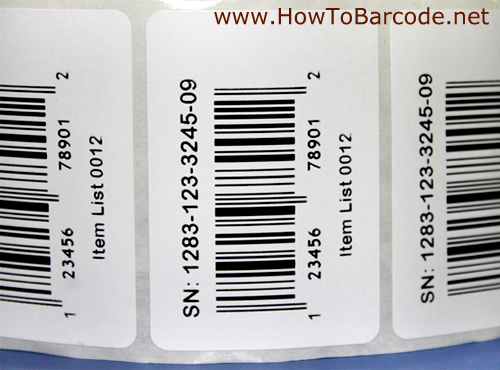 www.HowToBarcode.net
1 23456 78901 2
Item List 0012
SN: 1283-123-3245-09
1 23456 78901 2
Item List 0012
SN: 1283-123-3245-09